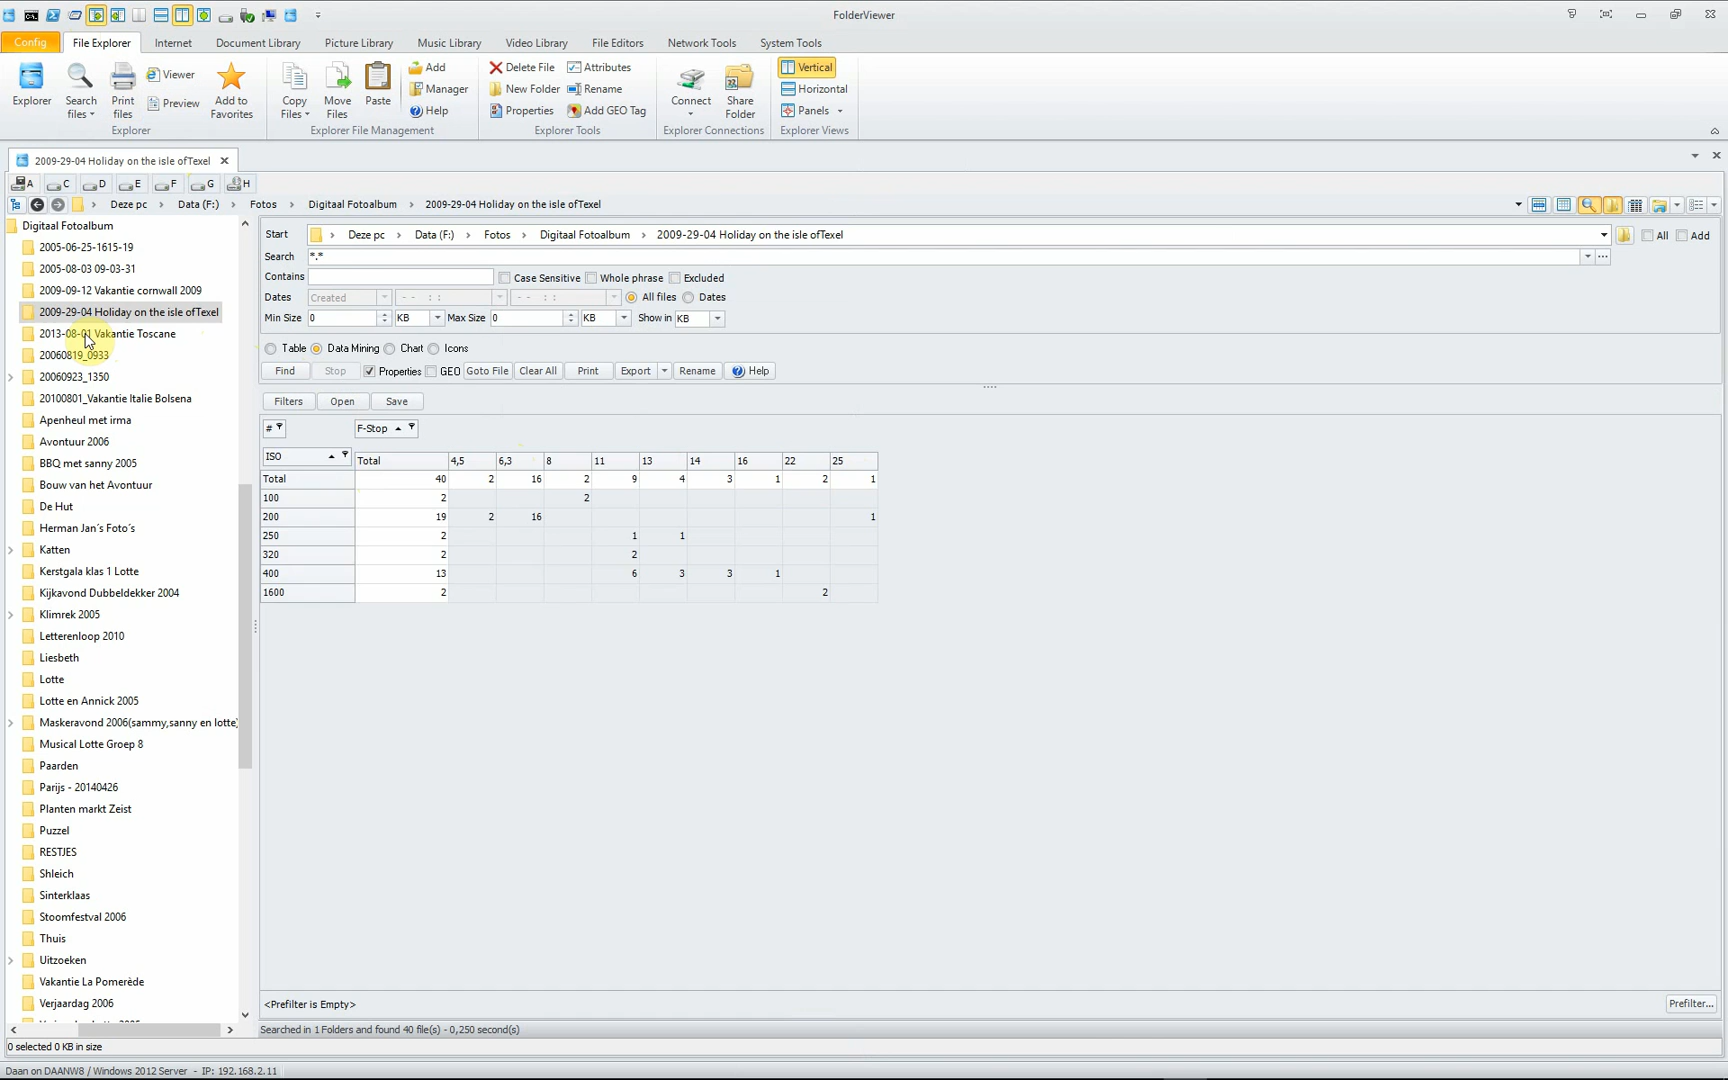 FolderViewer
Config File Explorer Internet Document Library Picture Library Music Library Video Library File Editors Network Tools System Tools
Explorer Search files Print files Viewer Preview Add to Favorites Copy Files Move Files Paste Add Manager Help Delete File New Folder Properties Attributes Rename Add GEO Tag Connect Share Folder Vertical Horizontal Panels
Explorer Explorer File Management Explorer Tools Explorer Connections Explorer Views
2009-29-04 Holiday on the isle ofTexel
A C D E F G H
Deze pc Data (F:) Fotos Digitaal Fotoalbum 2009-29-04 Holiday on the isle ofTexel
Digitaal Fotoalbum
2005-06-25-1615-19
2005-08-03 09-03-31
2009-09-12 Vakantie cornwall 2009
2009-29-04 Holiday on the isle ofTexel
2013-08-01 Vakantie Toscane
20060819_0933
20060923_1350
20100801_Vakantie Italie Bolsena
Apenheul met irma
Avontuur 2006
BBQ met sanny 2005
Bouw van het Avontuur
De Hut
Herman Jan´s Foto´s
Katten
Kerstgala klas 1 Lotte
Kijkavond Dubbeldekker 2004
Klimrek 2005
Letterenloop 2010
Liesbeth
Lotte
Lotte en Annick 2005
Maskeravond 2006(sammy,sanny en lotte)
Musical Lotte Groep 8
Paarden
Parijs - 20140426
Planten markt Zeist
Puzzel
RESTJES
Shleich
Sinterklaas
Stoomfestval 2006
Thuis
Uitzoeken
Vakantie La Pomerède
Verjaardag 2006
Start Deze pc Data (F:) Fotos Digitaal Fotoalbum 2009-29-04 Holiday on the isle ofTexel All Add
Search *.*
Contains Case Sensitive Whole phrase Excluded
Dates Created - - : : - - : : All files Dates
Min Size 0 KB Max Size 0 KB Show in KB
Table Data Mining Chart Icons
Find Stop Properties GEO Goto File Clear All Print Export Rename Help
Filters Open Save
# F-Stop
ISO Total 4,5 6,3 8 11 13 14 16 22 25
Total 40 2 16 2 9 4 3 1 2 1
100 2 2
200 19 2 16 1
250 2 1 1
320 2 2
400 13 6 3 3 1
1600 2 2
<Prefilter is Empty> Prefilter...
Searched in 1 Folders and found 40 file(s) - 0,250 second(s)
0 selected 0 KB in size
Daan on DAANW8 / Windows 2012 Server - IP: 192.168.2.11